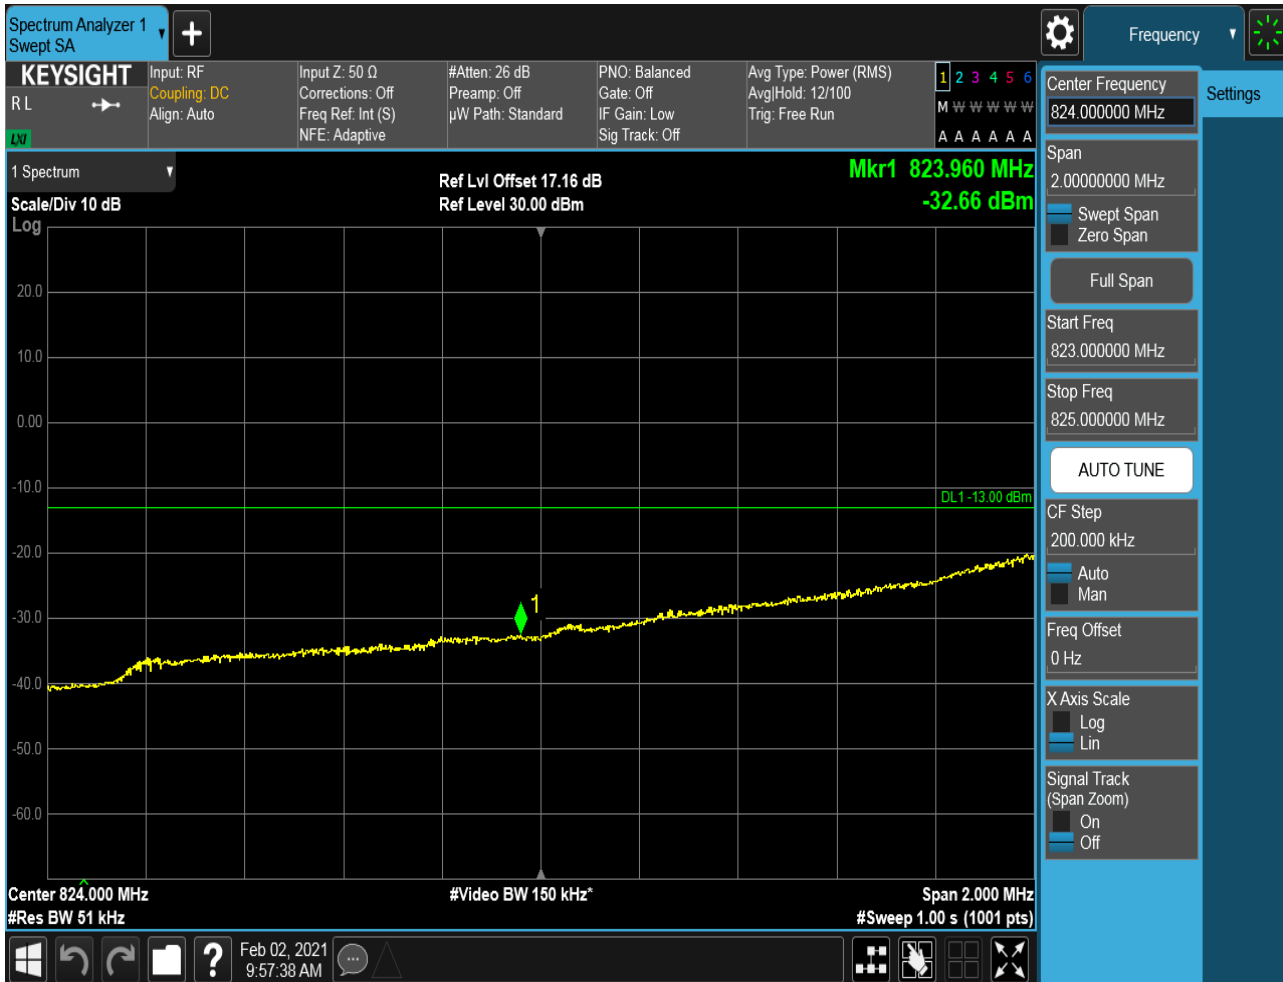 Spectrum Analyzer 1
Swept SA
Frequency
KEYSIGHT
R L
LXI
Input: RF
Coupling: DC
Align: Auto
Input Z: 50 Ω
Corrections: Off
Freq Ref: Int (S)
NFE: Adaptive
#Atten: 26 dB
Preamp: Off
µW Path: Standard
PNO: Balanced
Gate: Off
IF Gain: Low
Sig Track: Off
Avg Type: Power (RMS)
Avg|Hold: 12/100
Trig: Free Run
1 2 3 4 5 6
M W W W W W
A A A A A A
1 Spectrum
Scale/Div 10 dB
Log
Ref Lvl Offset 17.16 dB
Ref Level 30.00 dBm
Mkr1 823.960 MHz
-32.66 dBm
20.0
10.0
0.00
-10.0
DL1 -13.00 dBm
-20.0
1
-30.0
-40.0
-50.0
-60.0
Center 824.000 MHz
#Video BW 150 kHz*
Span 2.000 MHz
#Res BW 51 kHz
#Sweep 1.00 s (1001 pts)
Feb 02, 2021
9:57:38 AM
Center Frequency
824.000000 MHz
Settings
Span
2.00000000 MHz
Swept Span
Zero Span
Full Span
Start Freq
823.000000 MHz
Stop Freq
825.000000 MHz
AUTO TUNE
CF Step
200.000 kHz
Auto
Man
Freq Offset
0 Hz
X Axis Scale
Log
Lin
Signal Track
(Span Zoom)
On
Off